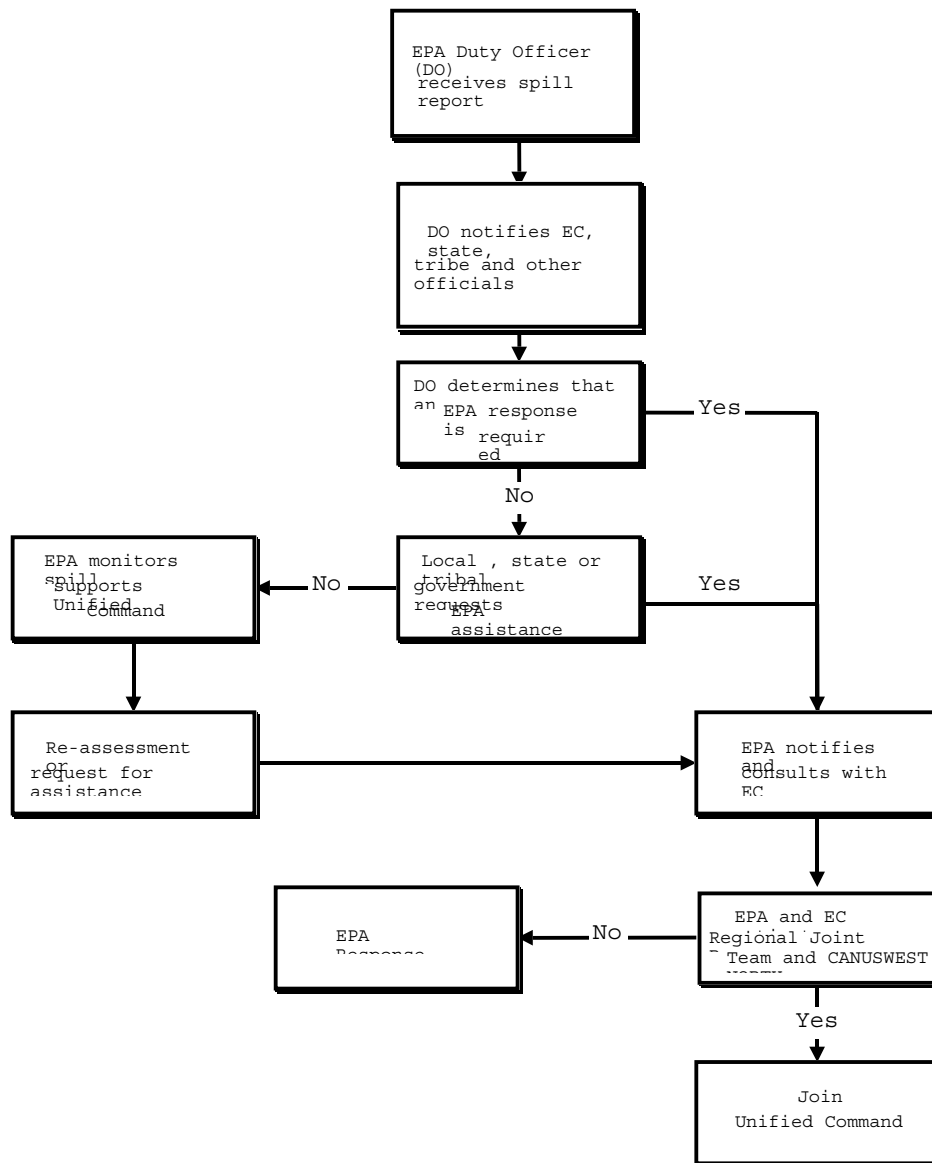 EPA Duty Officer
(DO)
receives spill
report
DO notifies EC,
state,
tribe and other
officials
DO determines that
an
EPA response
is
requir
ed
Yes
No
Local , state or
tribal
government
requests
EPA
assistance
Yes
No
EPA monitors
spill
supports
Unified
Command
Re-assessment
or
request for
assistance
EPA notifies
and
consults with
EC
EPA and EC
Regional Joint
Team and CANUSWEST
NORTH
No
EPA
Response
Yes
Join
Unified Command